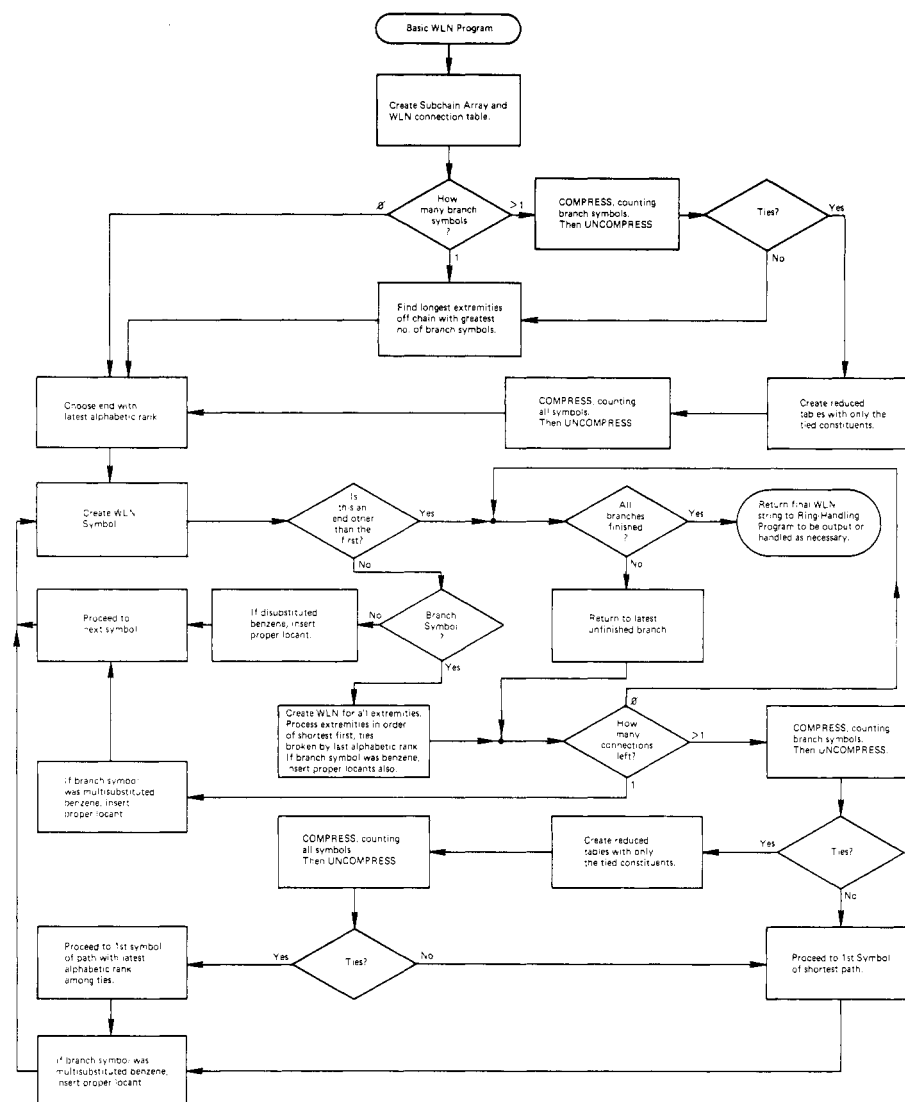 Basic WLN Program
Create Subchain Array and
WLN connection table.
How
many branch
symbols
?
Ø
>1
1
COMPRESS, counting
branch symbols.
Then UNCOMPRESS
Ties?
Yes
No
Find longest extremities
off chain with greatest
no. of branch symbols.
Choose end with
latest alphabetic rank
COMPRESS, counting
all symbols.
Then UNCOMPRESS
Create reduced
tables with only the
tied constituents.
Create WLN
Symbol
Is
this an
end other
than the
first?
Yes
No
All
branches
finished
?
Yes
No
Return final WLN
string to Ring-Handling
Program to be output or
handled as necessary.
Proceed to
next symbol
If disubstituted
benzene, insert
proper locant.
No
Branch
Symbol
?
Yes
Return to latest
unfinished branch
Create WLN for all extremities.
Process extremities in order
of shortest first, ties
broken by last alphabetic rank
If branch symbol was benzene,
insert proper locants also.
How
many
connections
left?
Ø
>1
1
COMPRESS, counting
branch symbols.
Then UNCOMPRESS.
If branch symbol
was multisubstituted
benzene, insert
proper locant
COMPRESS, counting
all symbols
Then UNCOMPRESS
Create reduced
tables with only
the tied constituents.
Yes
Ties?
No
Proceed to 1st symbol
of path with latest
alphabetic rank
among ties.
Yes
Ties?
No
Proceed to 1st Symbol
of shortest path.
If branch symbol was
multisubstituted benzene,
insert proper locant